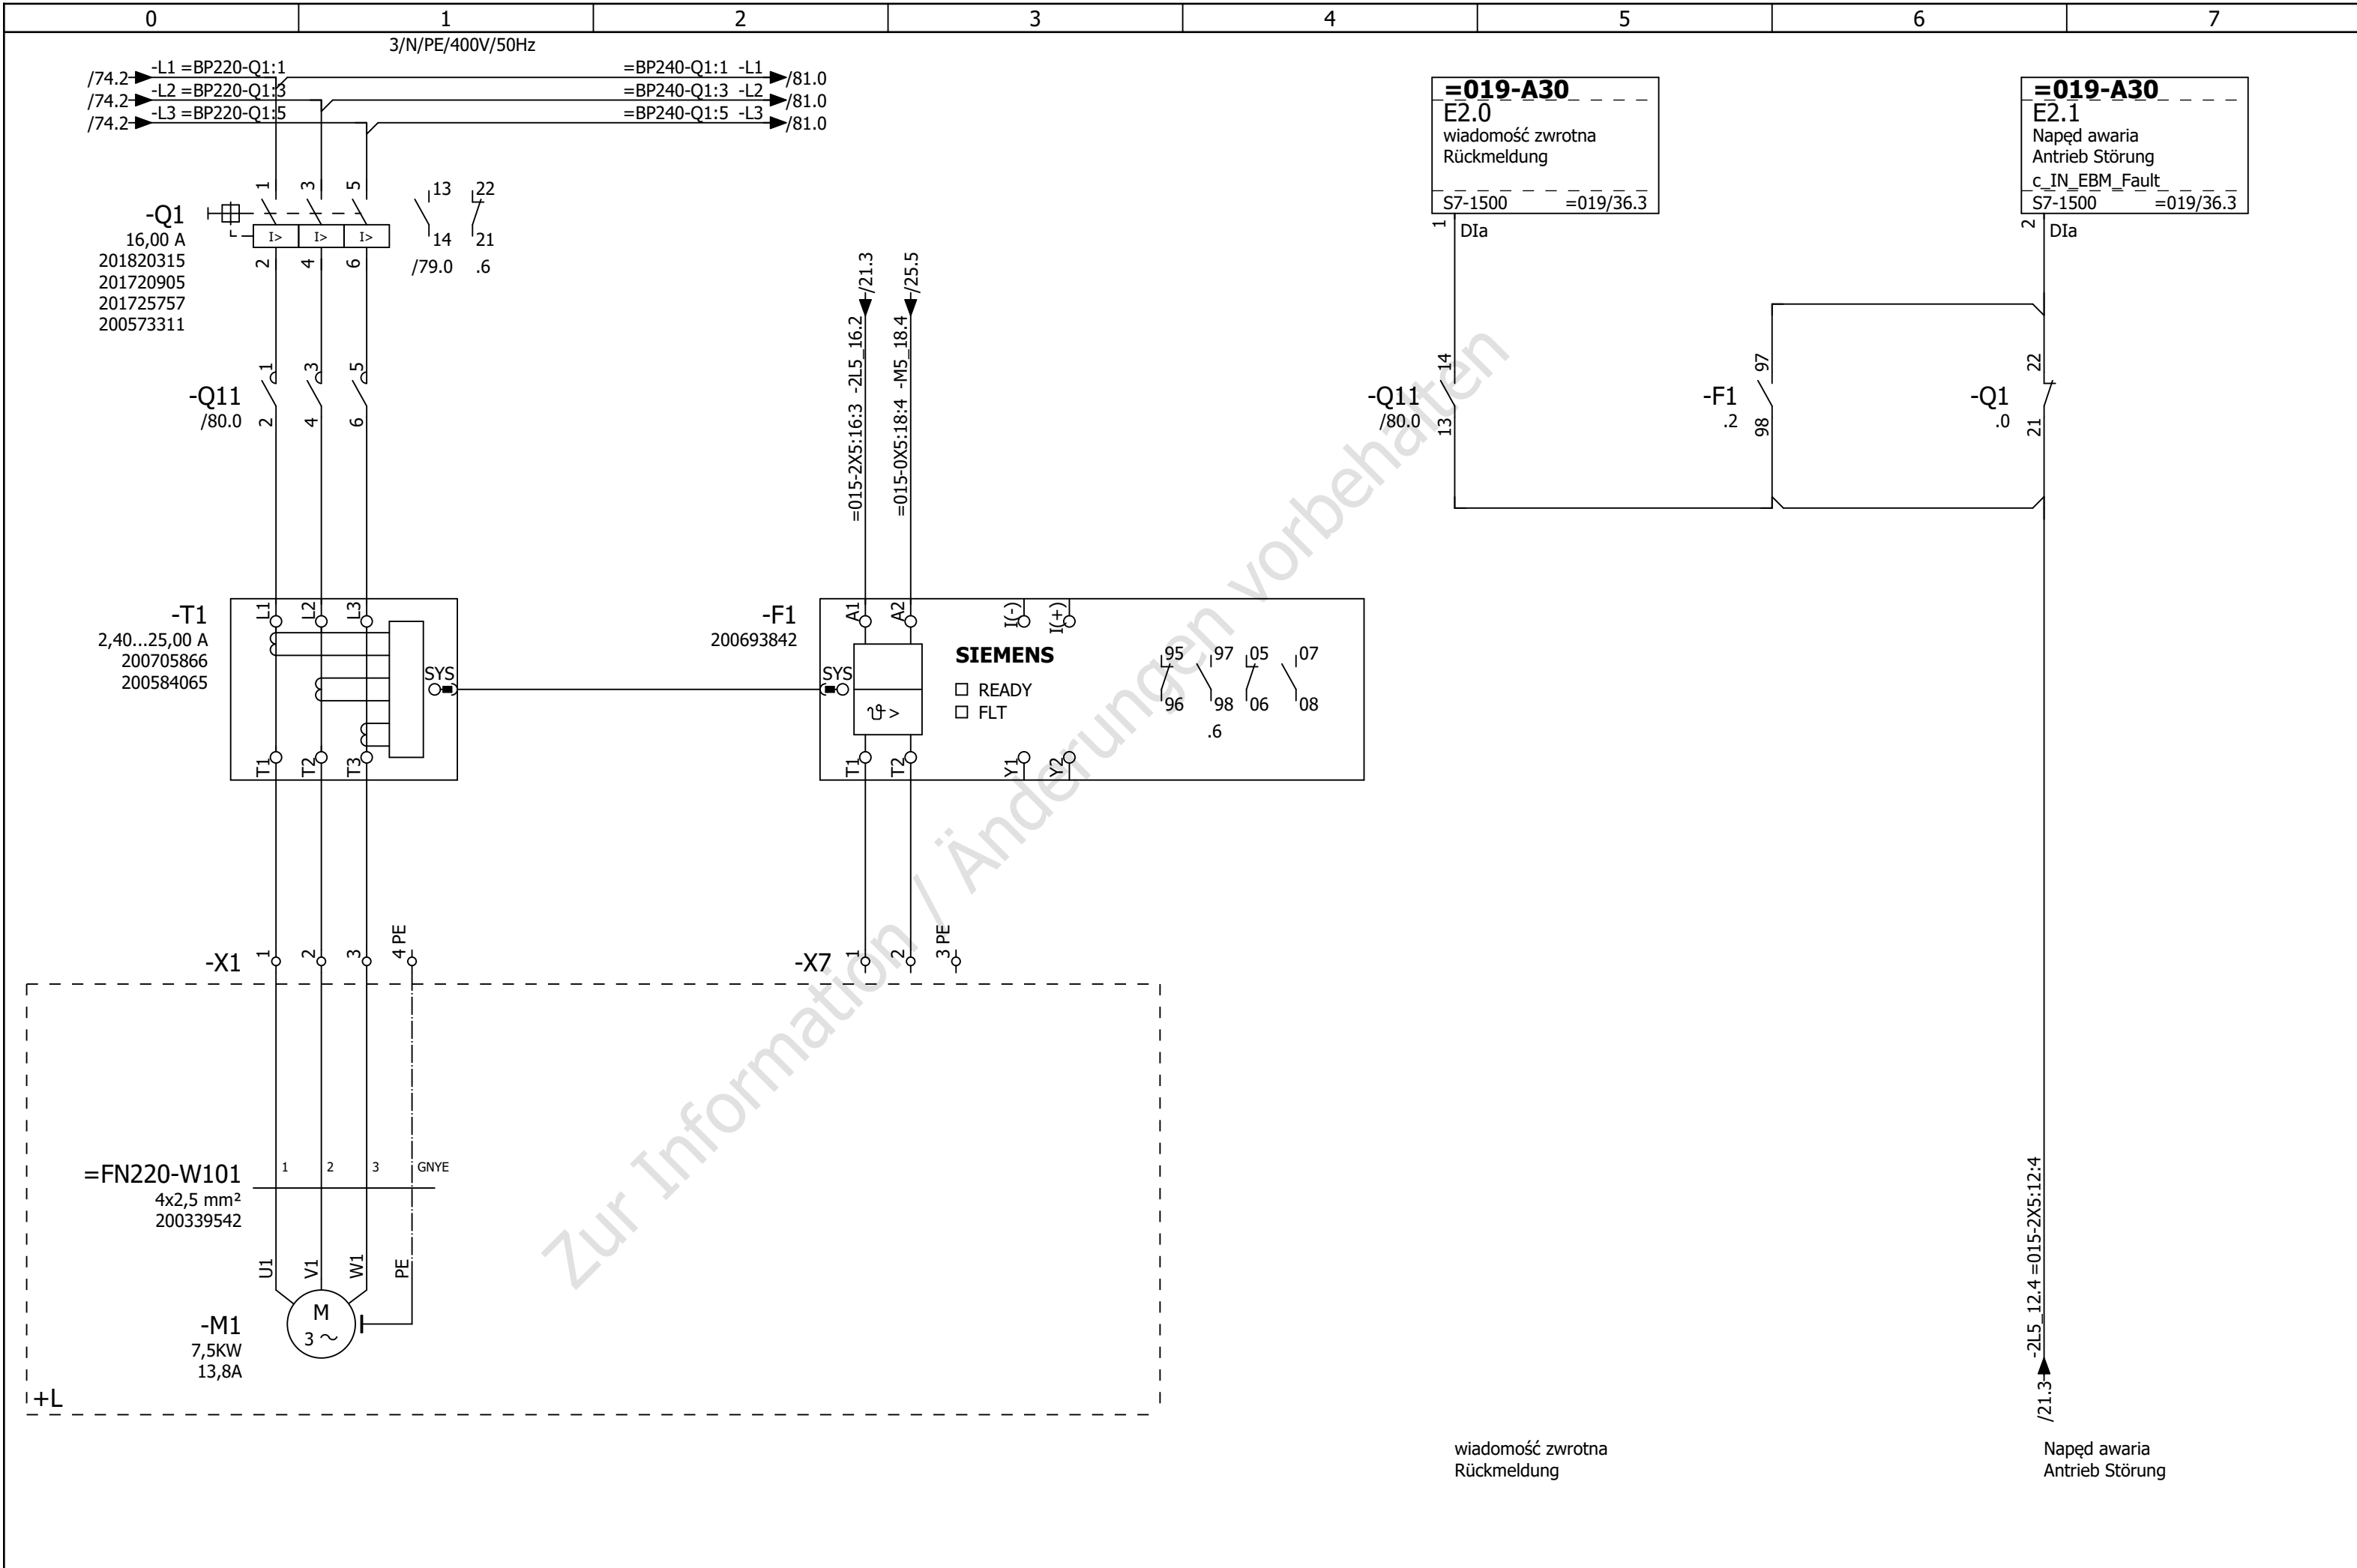 0 1 2 3 4 5 6 7
3/N/PE/400V/50Hz
/74.2 -L1 =BP220-Q1:1 =BP240-Q1:1 -L1 /81.0
/74.2 -L2 =BP220-Q1:3 =BP240-Q1:3 -L2 /81.0
/74.2 -L3 =BP220-Q1:5 =BP240-Q1:5 -L3 /81.0
=019-A30
E2.0
wiadomość zwrotna
Rückmeldung
S7-1500 =019/36.3
1 DIa
=019-A30
E2.1
Napęd awaria
Antrieb Störung
c_IN_EBM_Fault
S7-1500 =019/36.3
2 DIa
-Q1
16,00 A
201820315
201720905
201725757
200573311
1 3 5
I> I> I>
2 4 6
13 22
14 21
/79.0 .6
/21.3 /25.5
=015-2X5:16:3 -2L5_16.2
=015-0X5:18:4 -M5_18.4
-Q11
/80.0
1 3 5
2 4 6
-Q11
/80.0
14
13
-F1
.2
97
98
-Q1
.0
22
21
-T1
2,40...25,00 A
200705866
200584065
L1 L2 L3
SYS
T1 T2 T3
-F1
200693842
A1 A2 I(-) I(+)
SYS
ϑ>
SIEMENS
READY
FLT
95 97 05 07
96 98 06 08
.6
T1 T2 Y1 Y2
-X1 1 2 3 4 PE
-X7 1 2 3 PE
=FN220-W101
4x2,5 mm²
200339542
1 2 3 GNYE
U1 V1 W1 PE
-M1
7,5KW
13,8A
M
3 ~
+L
-2L5_12.4 =015-2X5:12:4
/21.3
wiadomość zwrotna
Rückmeldung
Napęd awaria
Antrieb Störung
Zur Information / Änderungen vorbehalten